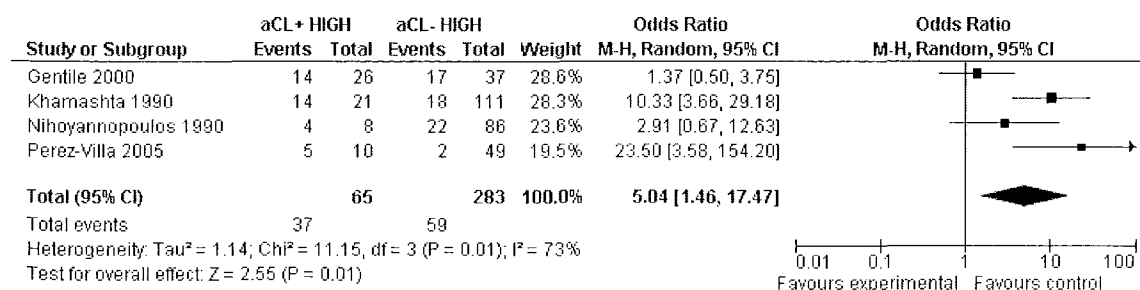 aCL+ HIGH aCL- HIGH Odds Ratio Odds Ratio
Study or Subgroup Events Total Events Total Weight M-H, Random, 95% CI M-H, Random, 95% CI
Gentile 2000 14 26 17 37 28.6% 1.37 [0.50, 3.75]
Khamashta 1990 14 21 18 111 28.3% 10.33 [3.66, 29.18]
Nihoyannopoulos 1990 4 8 22 86 23.6% 2.91 [0.67, 12.63]
Perez-Villa 2005 5 10 2 49 19.5% 23.50 [3.58, 154.20]
Total (95% CI) 65 283 100.0% 5.04 [1.46, 17.47]
Total events 37 59
Heterogeneity: Tau² = 1.14; Chi² = 11.15, df = 3 (P = 0.01); I² = 73%
Test for overall effect: Z = 2.55 (P = 0.01)
0.01 0.1 1 10 100
Favours experimental Favours control